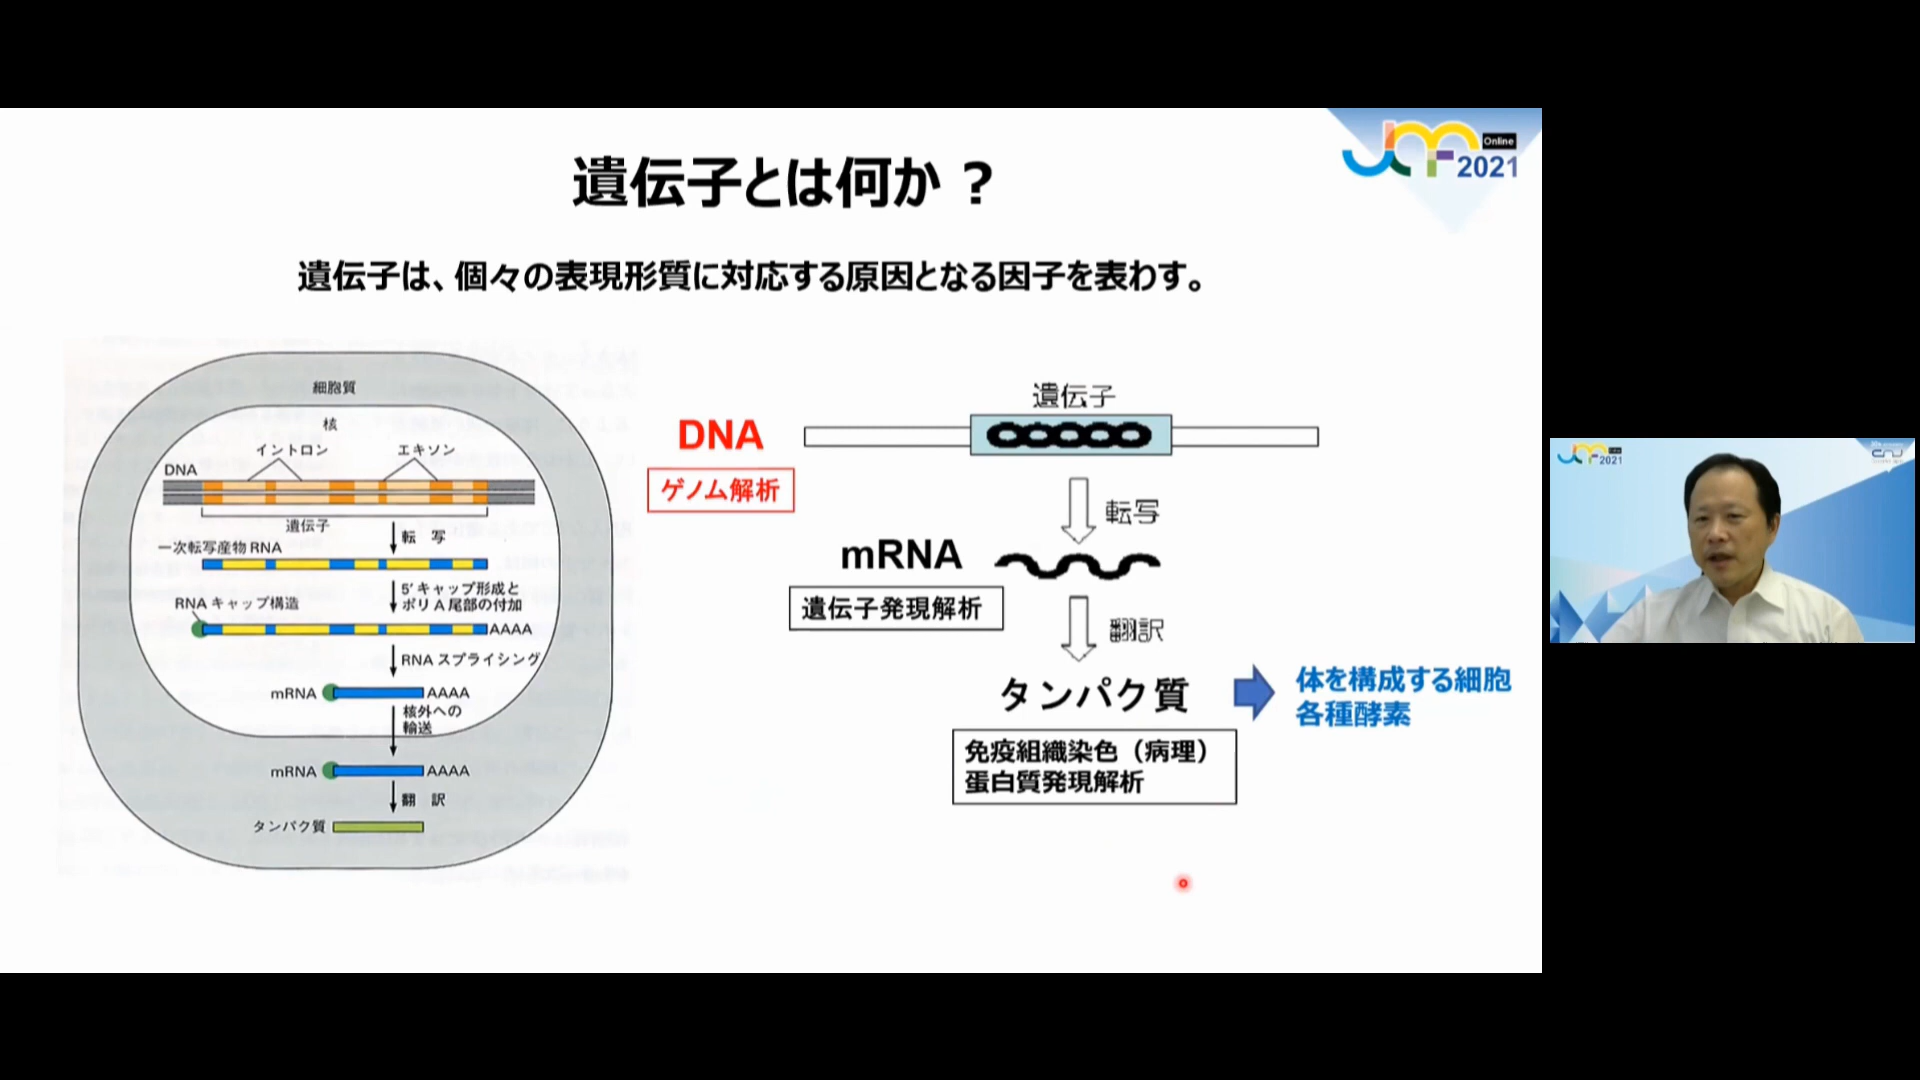 遺伝子とは何か？
Online
2021
遺伝子は、個々の表現形質に対応する原因となる因子を表わす。
細胞質
核
イントロン
エキソン
DNA
遺伝子
転 写
一次転写産物 RNA
5′キャップ形成と
ポリ A 尾部の付加
RNA キャップ構造
AAAA
RNA スプライシング
mRNA
AAAA
核外への
輸送
mRNA
AAAA
翻 訳
タンパク質
遺伝子
DNA
ゲノム解析
転写
mRNA
遺伝子発現解析
翻訳
タンパク質
体を構成する細胞
各種酵素
免疫組織染色（病理）
蛋白質発現解析
2021